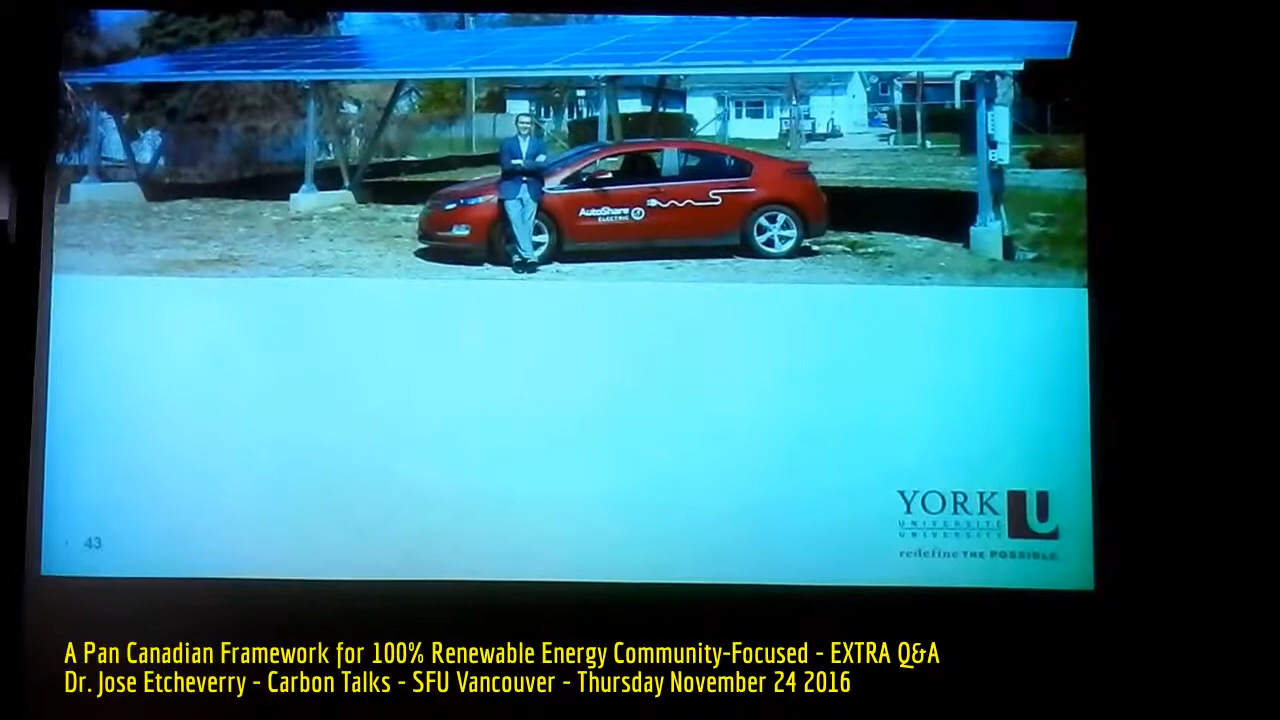 AutoShare
ELECTRIC
YORK U
UNIVERSITÉ
UNIVERSITY
redefine THE POSSIBLE
43
A Pan Canadian Framework for 100% Renewable Energy Community-Focused - EXTRA Q&A
Dr. Jose Etcheverry - Carbon Talks - SFU Vancouver - Thursday November 24 2016